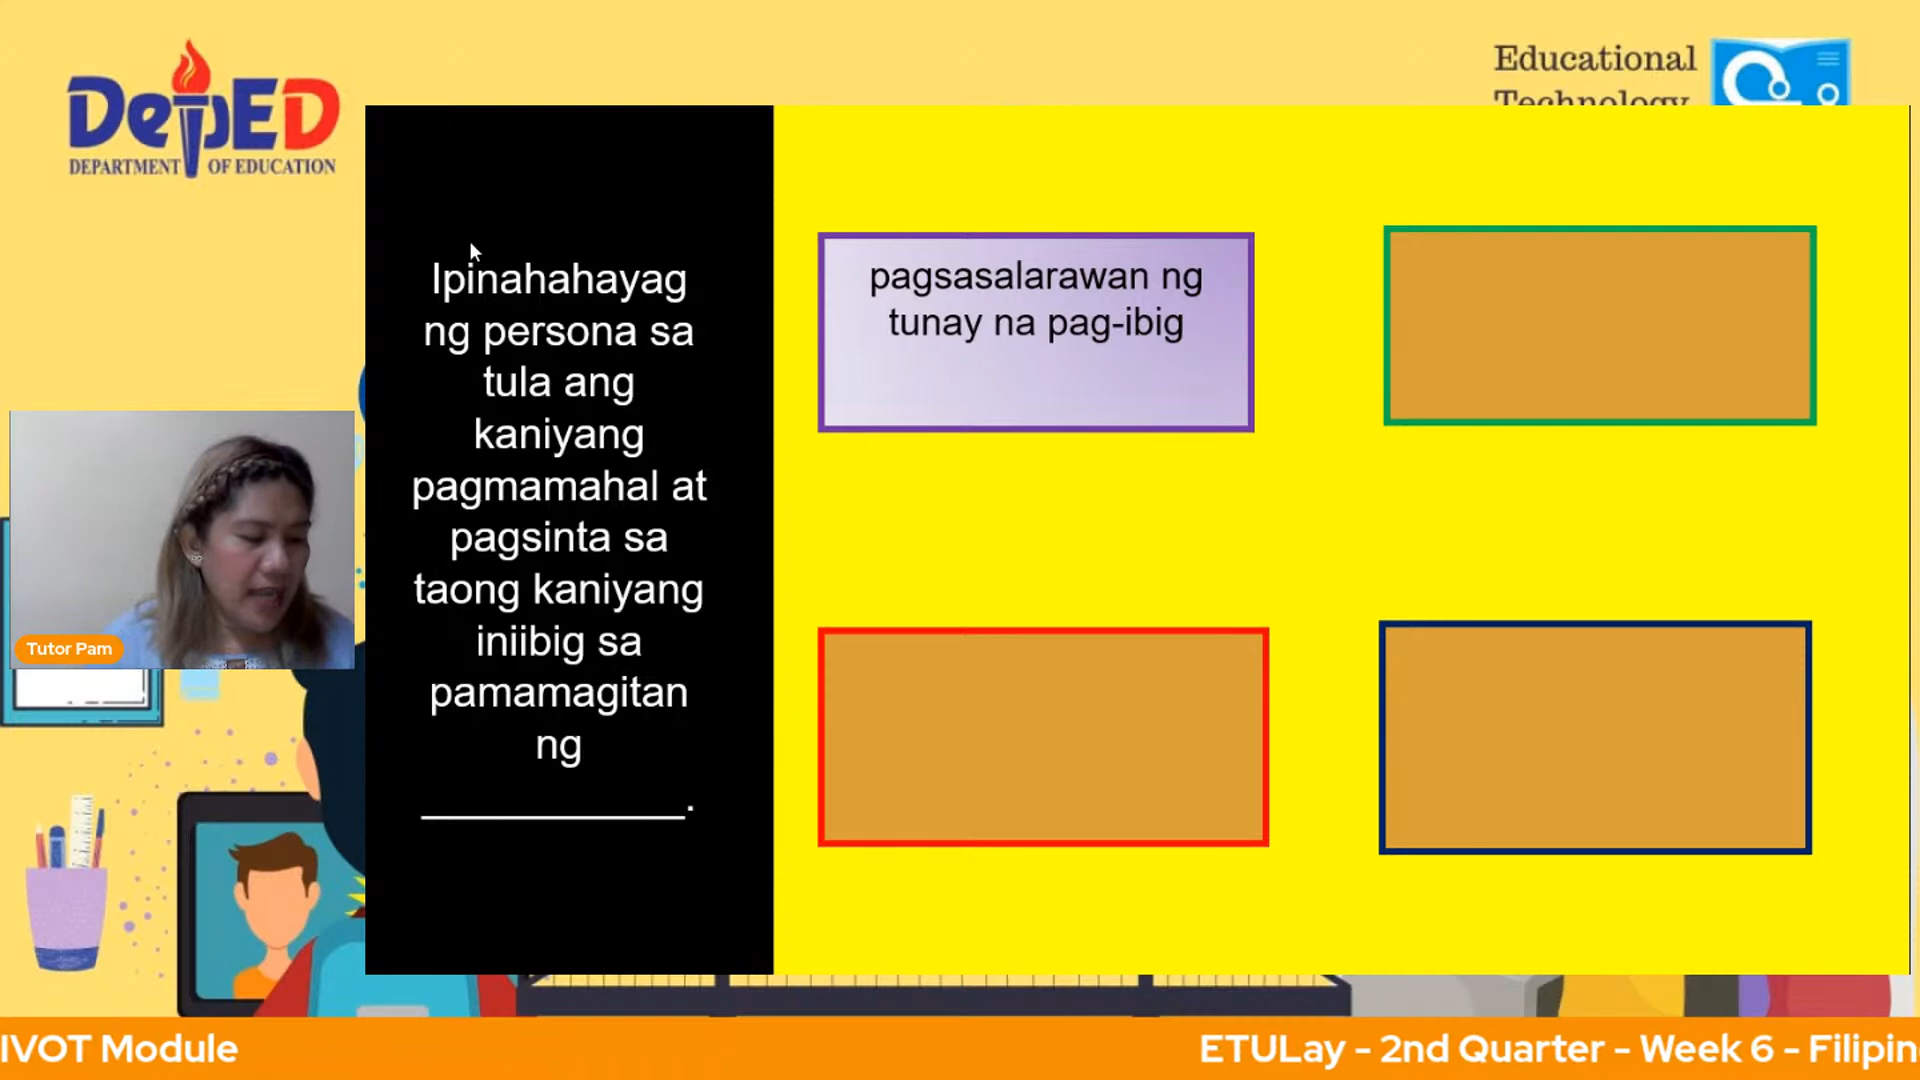 DepED
DEPARTMENT OF EDUCATION
Educational
Technology
Ipinahahayag
ng persona sa
tula ang
kaniyang
pagmamahal at
pagsinta sa
taong kaniyang
iniibig sa
pamamagitan
ng
_____________.
pagsasalarawan ng
tunay na pag-ibig
Tutor Pam
IVOT Module
ETULay - 2nd Quarter - Week 6 - Filipin